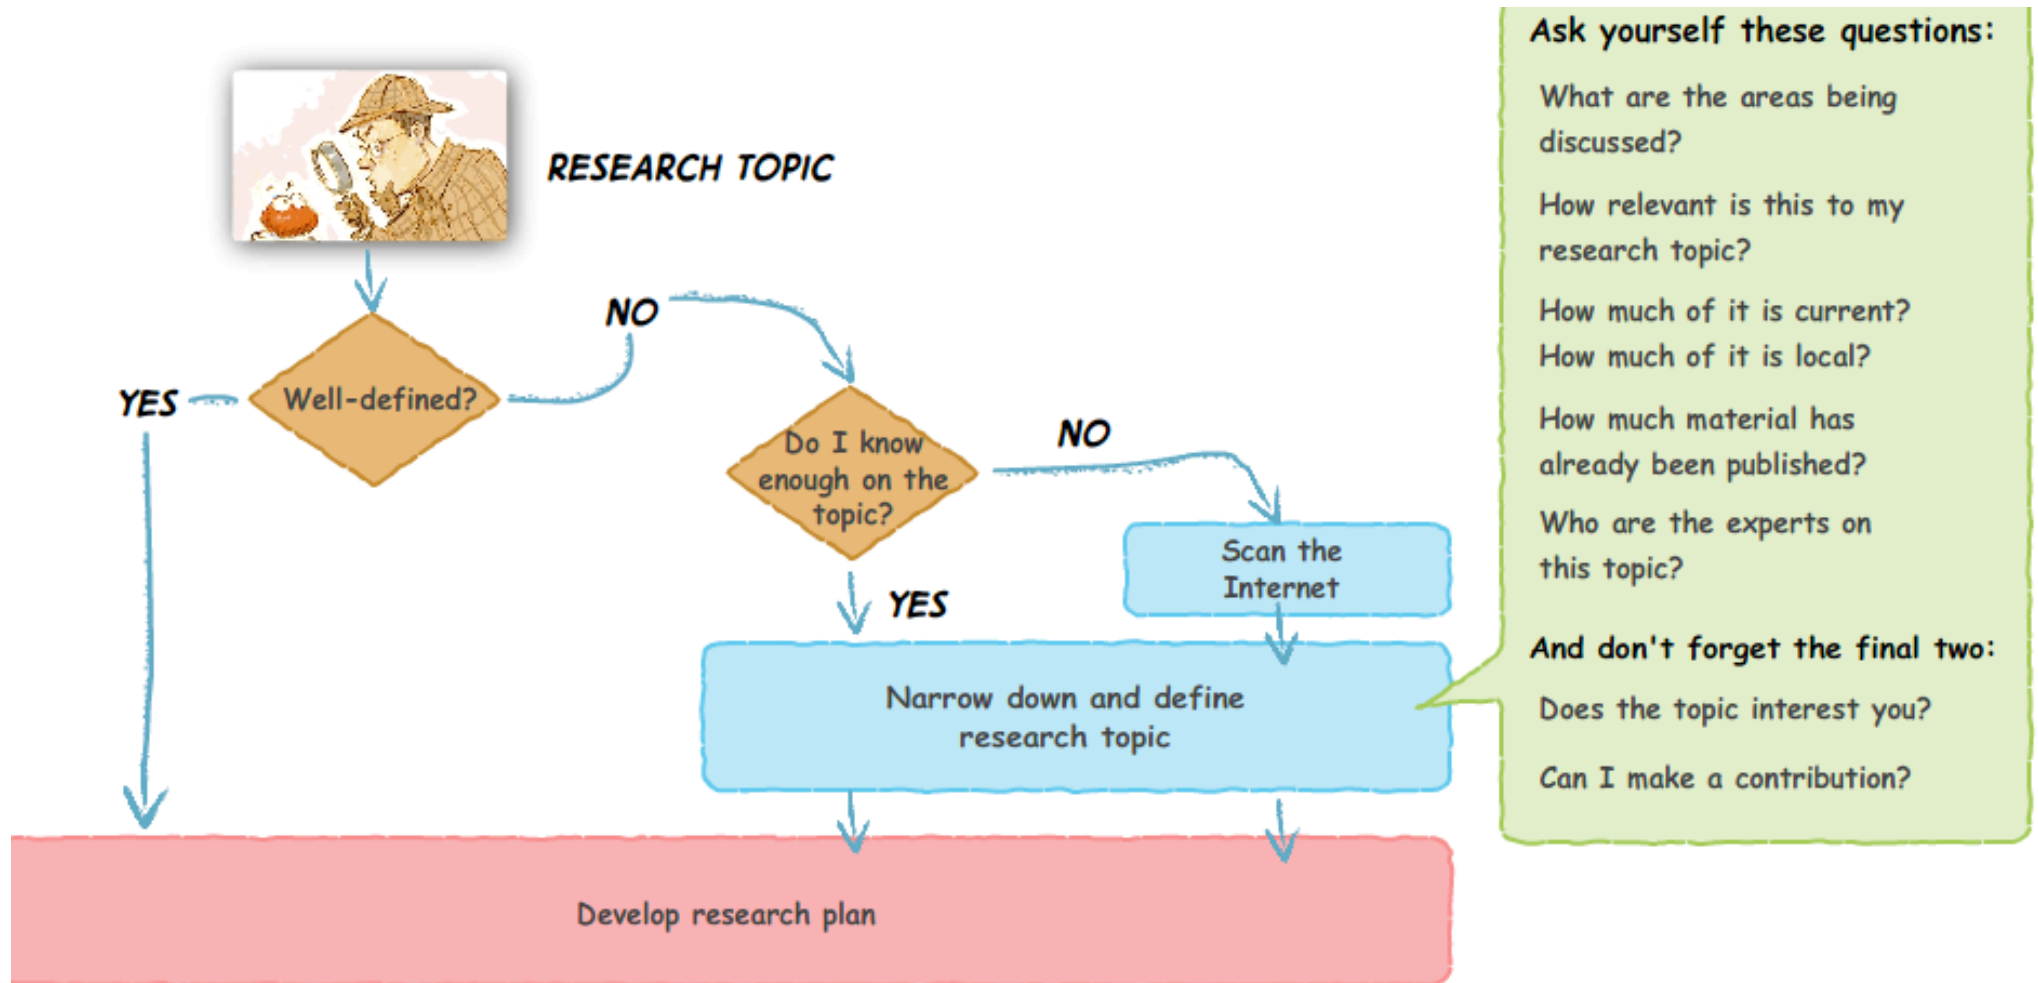 RESEARCH TOPIC
Well-defined?
YES
NO
Do I know
enough on the
topic?
NO
YES
Scan the
Internet
Narrow down and define
research topic
Develop research plan
Ask yourself these questions:
What are the areas being
discussed?
How relevant is this to my
research topic?
How much of it is current?
How much of it is local?
How much material has
already been published?
Who are the experts on
this topic?
And don't forget the final two:
Does the topic interest you?
Can I make a contribution?